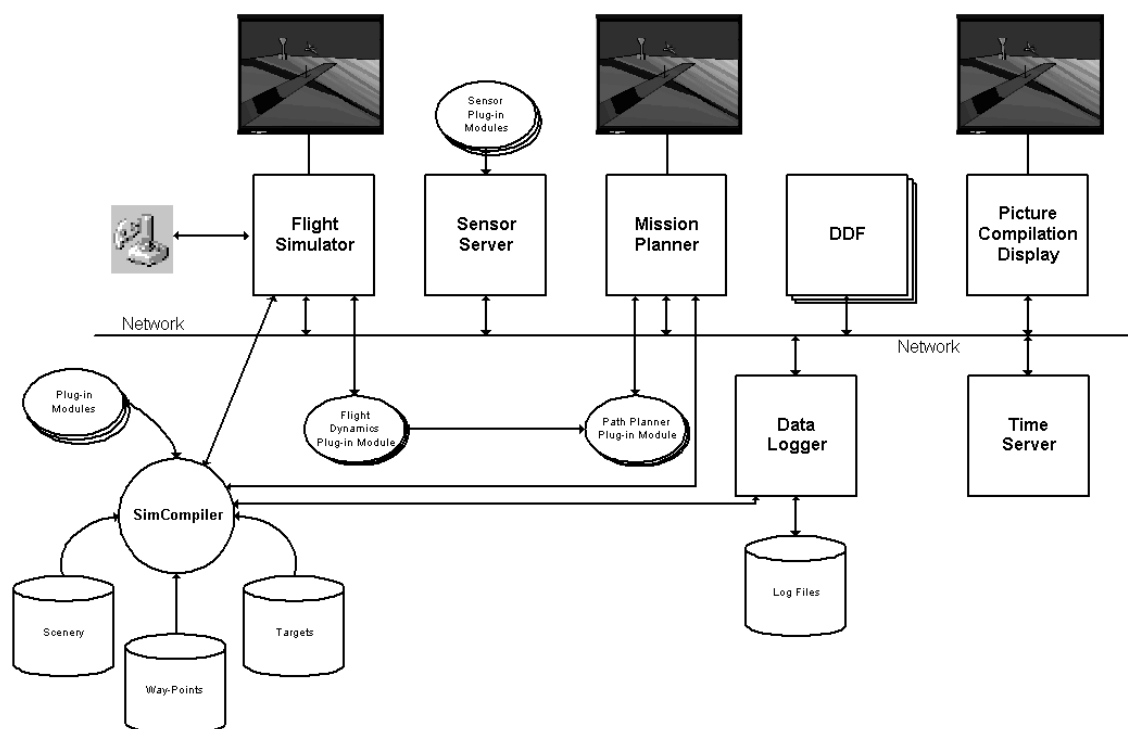 Sensor
Plug-in
Modules
Flight
Simulator
Sensor
Server
Mission
Planner
DDF
Picture
Compilation
Display
Network
Network
Plug-in
Modules
Flight
Dynamics
Plug-in Module
Path Planner
Plug-in Module
Data
Logger
Time
Server
SimCompiler
Scenery
Way-Points
Targets
Log Files